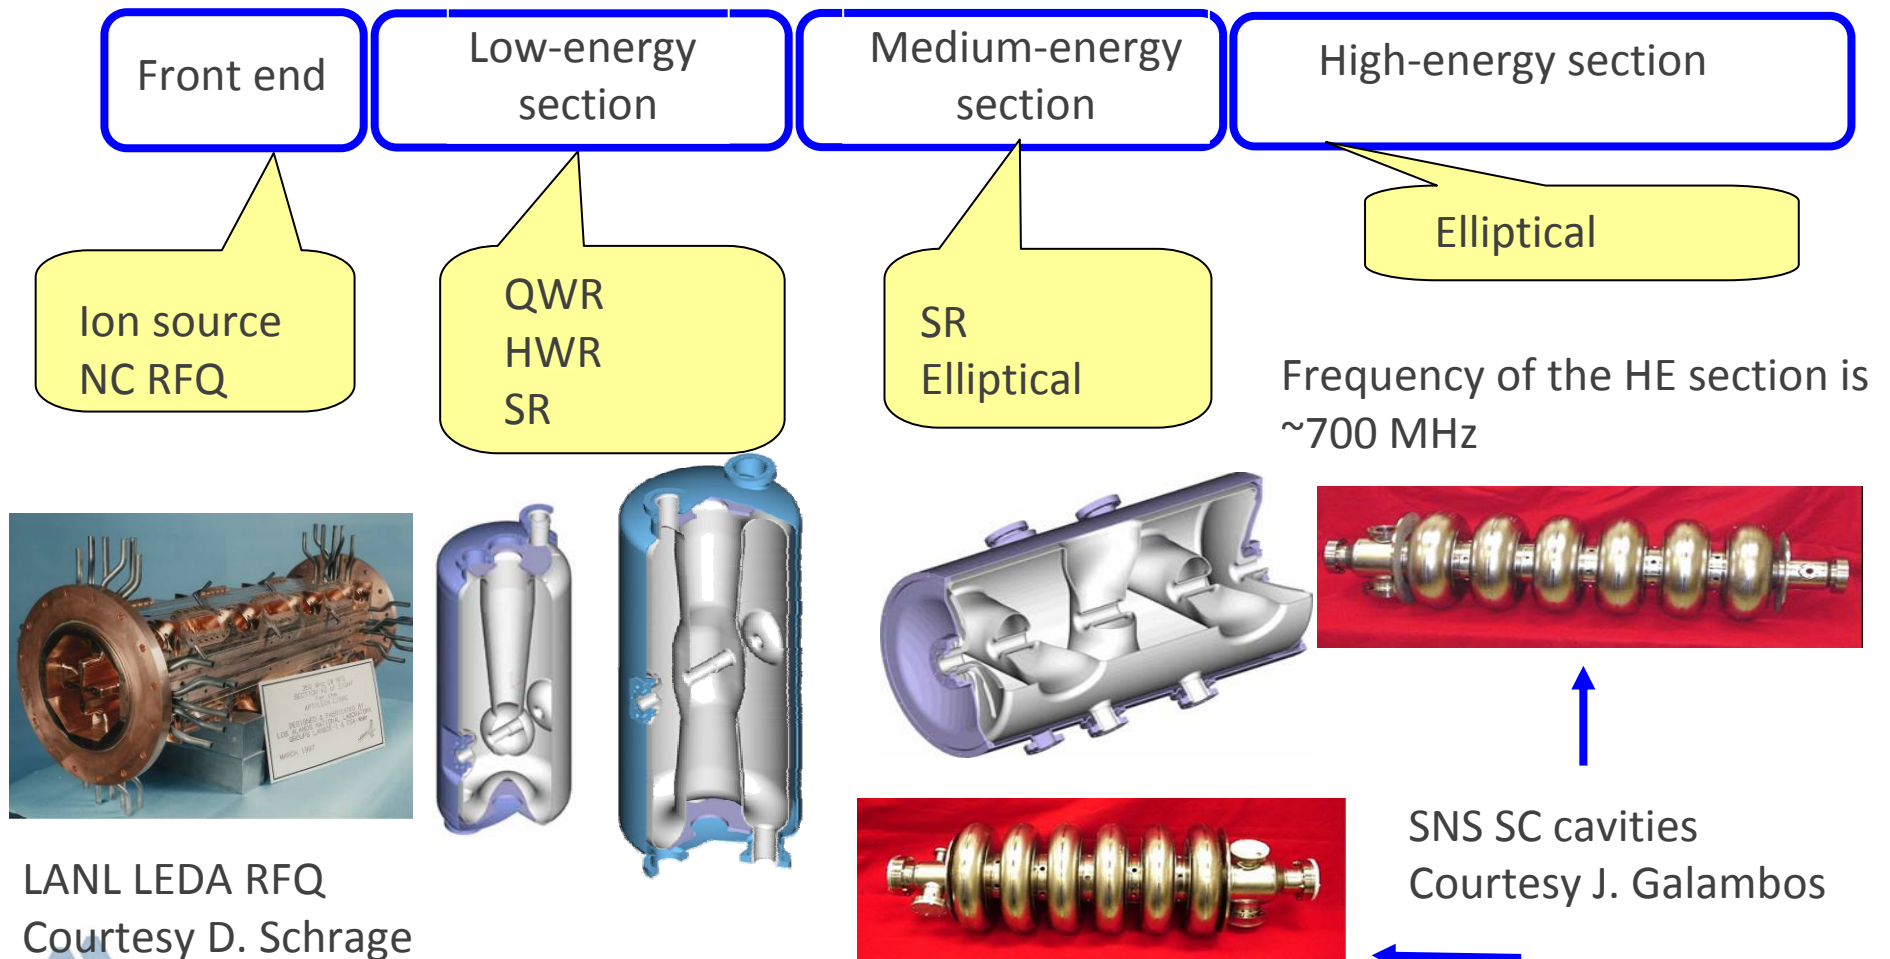 Front end
Low-energy
section
Medium-energy
section
High-energy section
Ion source
NC RFQ
QWR
HWR
SR
SR
Elliptical
Elliptical
Frequency of the HE section is
~700 MHz
MARCH 1997
LANL LEDA RFQ
Courtesy D. Schrage
SNS SC cavities
Courtesy J. Galambos